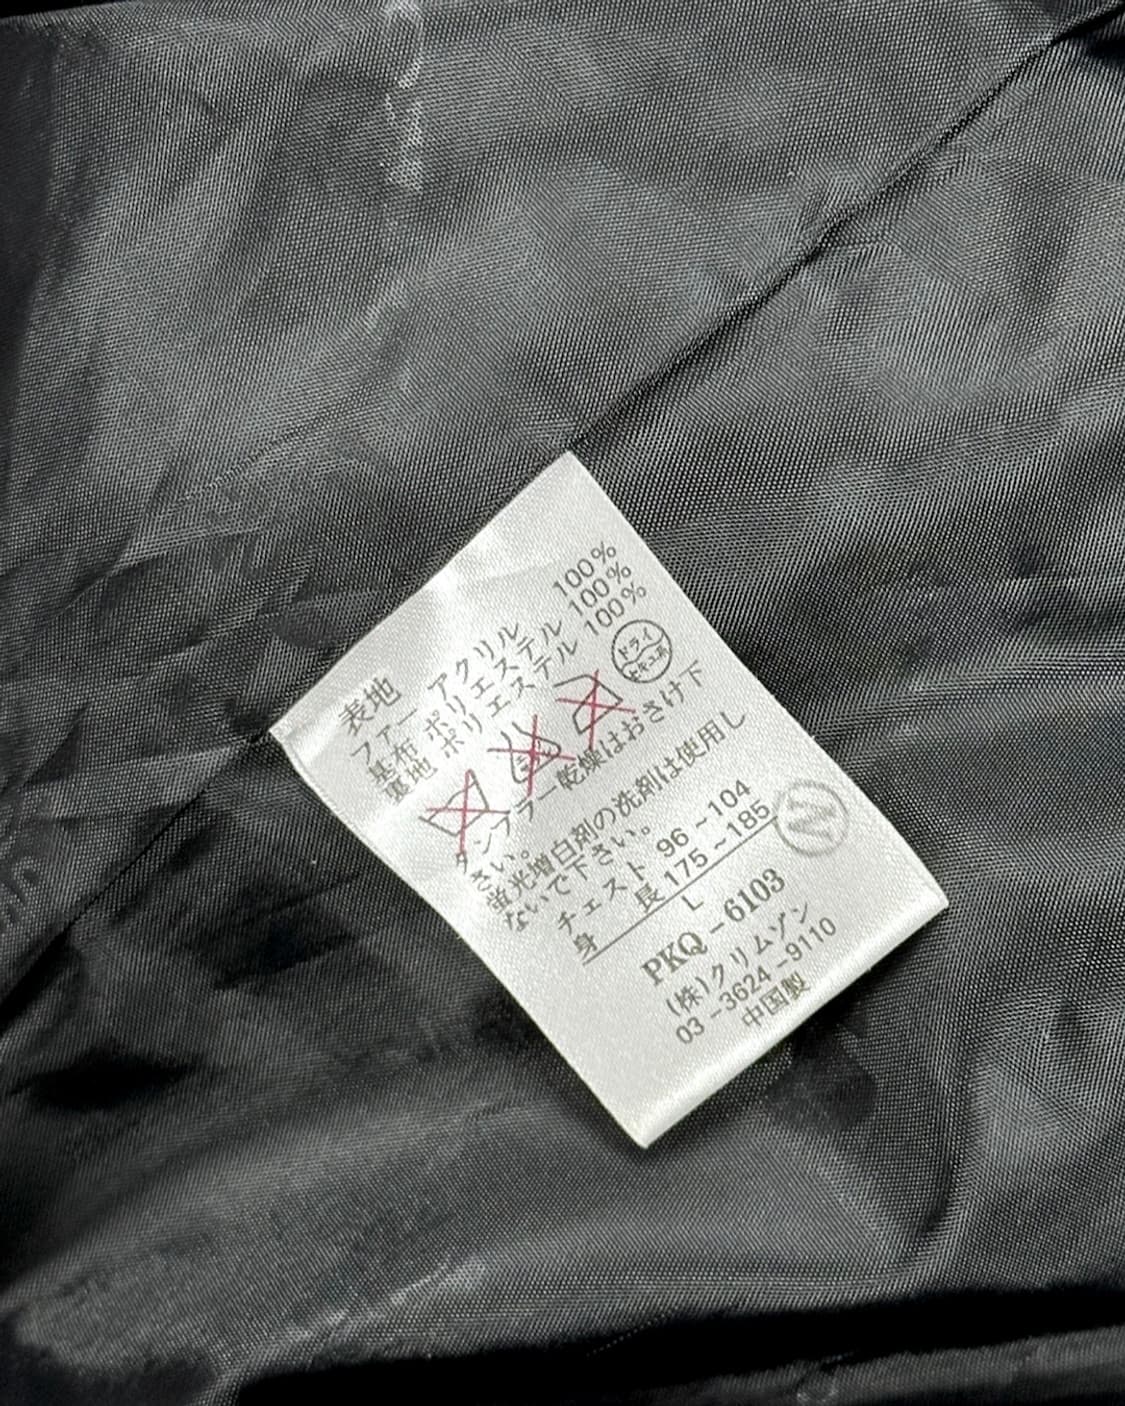 表地
ファー アクリル 100%
基布 ポリエステル 100%
裏地 ポリエステル 100%
ドライ
セキユ系
タンブラー乾燥はおさけ下
さい。
蛍光増白剤の洗剤は使用し
ないで下さい。
チェスト 96 ~104
身 長 175 ~185
L
PKQ -6103
(株)クリムゾン
03 -3624 -9110
中国製
N